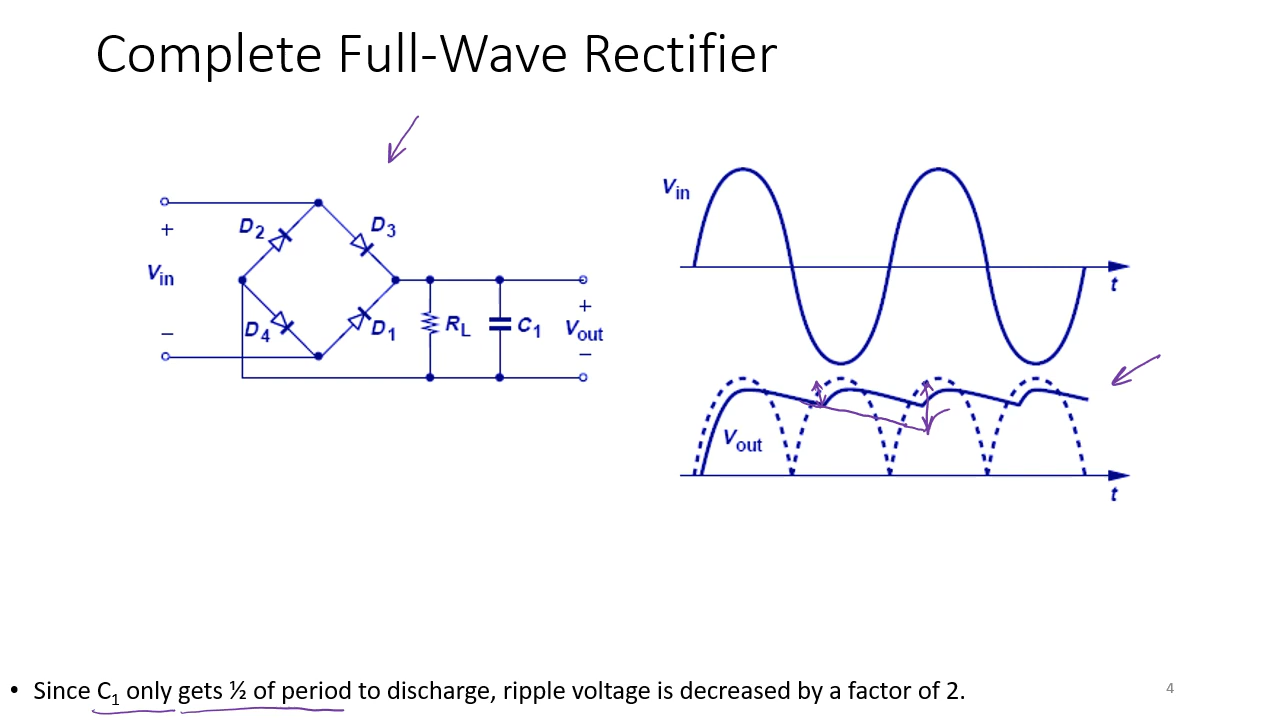 Complete Full-Wave Rectifier
+
Vin
−
D2
D3
D4
D1
RL
C1
+
Vout
−
Vin
t
Vout
t
• Since C1 only gets ½ of period to discharge, ripple voltage is decreased by a factor of 2.
4